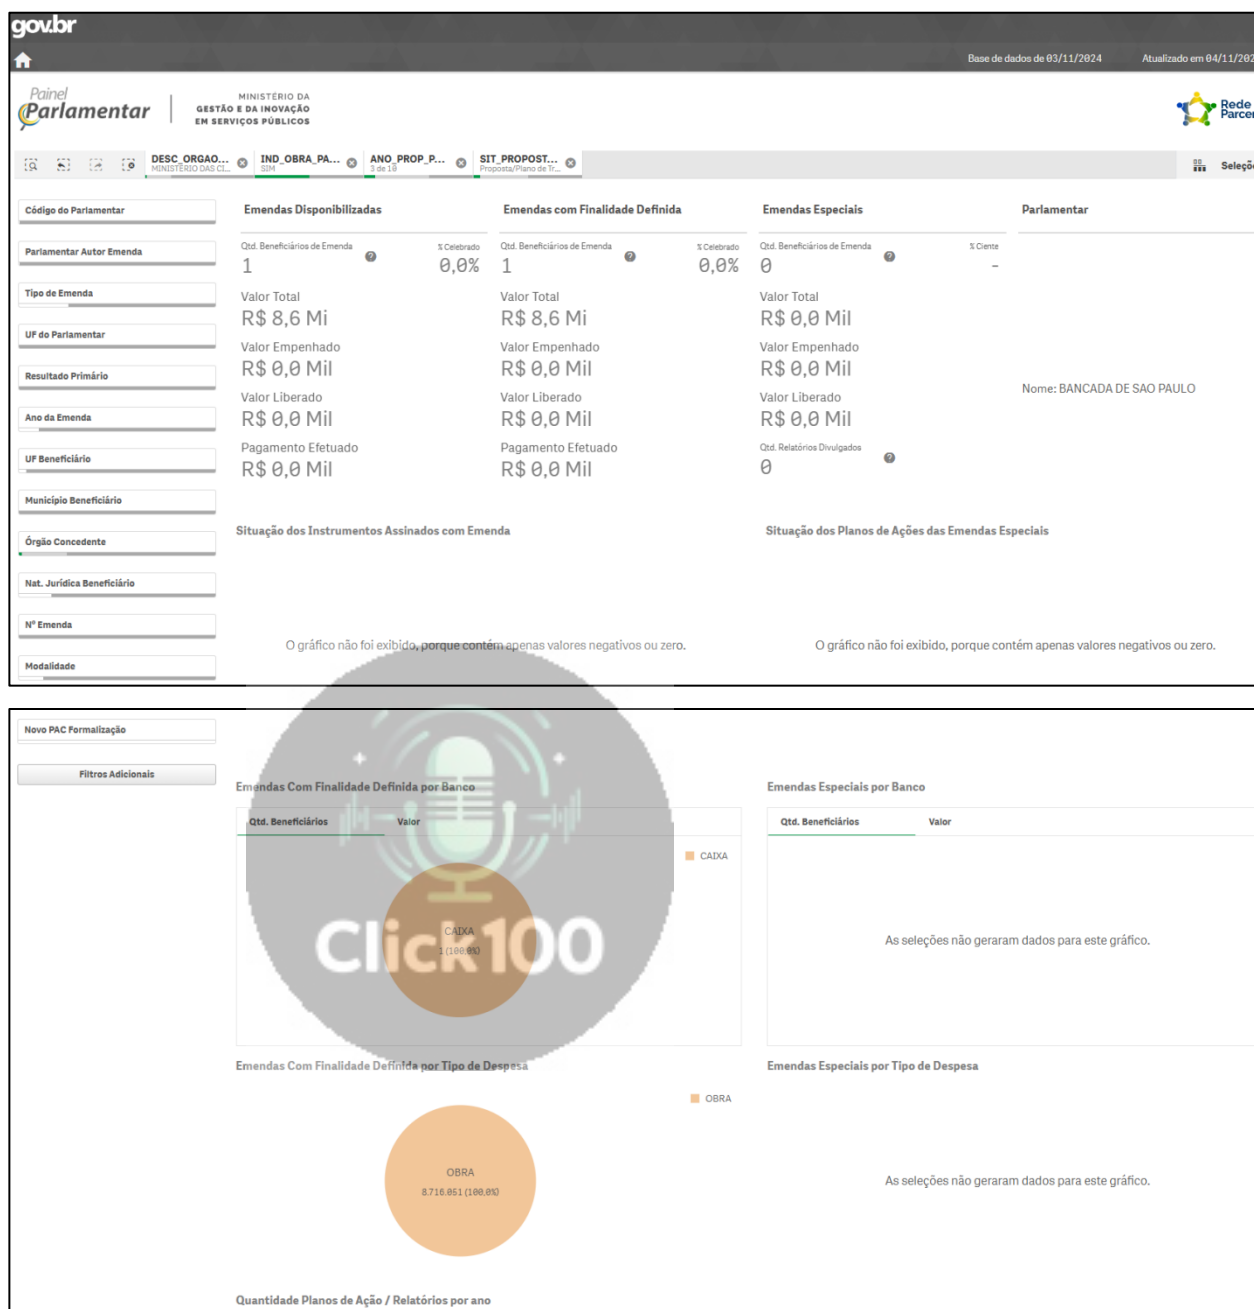 gov.br
Base de dados de 03/11/2024 Atualizado em 04/11/202
Painel
Parlamentar
MINISTÉRIO DA
GESTÃO E DA INOVAÇÃO
EM SERVIÇOS PÚBLICOS
Rede
Parcer
DESC_ORGAO... IND_OBRA_PA... ANO_PROP_P... SIT_PROPOST...
MINISTÉRIO DAS CI... SIM 3 de 18 Proposta/Plano de Tr...
Seleçõ
Código do Parlamentar
Parlamentar Autor Emenda
Tipo de Emenda
UF do Parlamentar
Resultado Primário
Ano da Emenda
UF Beneficiário
Município Beneficiário
Órgão Concedente
Nat. Jurídica Beneficiário
Nº Emenda
Modalidade
Emendas Disponibilizadas
Qtd. Beneficiários de Emenda % Celebrado
1 0,0%
Valor Total
R$ 8,6 Mi
Valor Empenhado
R$ 0,0 Mil
Valor Liberado
R$ 0,0 Mil
Pagamento Efetuado
R$ 0,0 Mil
Emendas com Finalidade Definida
Qtd. Beneficiários de Emenda % Celebrado
1 0,0%
Valor Total
R$ 8,6 Mi
Valor Empenhado
R$ 0,0 Mil
Valor Liberado
R$ 0,0 Mil
Pagamento Efetuado
R$ 0,0 Mil
Emendas Especiais
Qtd. Beneficiários de Emenda % Ciente
0 -
Valor Total
R$ 0,0 Mil
Valor Empenhado
R$ 0,0 Mil
Valor Liberado
R$ 0,0 Mil
Qtd. Relatórios Divulgados
0
Parlamentar
Nome: BANCADA DE SAO PAULO
Situação dos Instrumentos Assinados com Emenda
O gráfico não foi exibido, porque contém apenas valores negativos ou zero.
Situação dos Planos de Ações das Emendas Especiais
O gráfico não foi exibido, porque contém apenas valores negativos ou zero.
Novo PAC Formalização
Filtros Adicionais
Emendas Com Finalidade Definida por Banco
Qtd. Beneficiários Valor
CAIXA
CAIXA
1 (100,0%)
Click100
Emendas Especiais por Banco
Qtd. Beneficiários Valor
As seleções não geraram dados para este gráfico.
Emendas Com Finalidade Definida por Tipo de Despesa
OBRA
OBRA
8.716.051 (100,0%)
Emendas Especiais por Tipo de Despesa
As seleções não geraram dados para este gráfico.
Quantidade Planos de Ação / Relatórios por ano